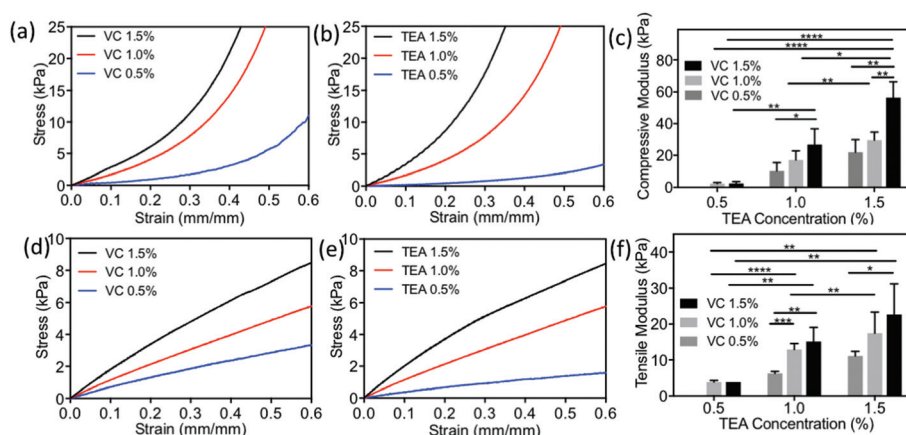 (a)
25
20
15
10
5
0
Stress (kPa)
VC 1.5%
VC 1.0%
VC 0.5%
0.0 0.1 0.2 0.3 0.4 0.5 0.6
Strain (mm/mm)
(b)
25
20
15
10
5
0
Stress (kPa)
TEA 1.5%
TEA 1.0%
TEA 0.5%
0.0 0.1 0.2 0.3 0.4 0.5 0.6
Strain (mm/mm)
(c)
100
80
60
40
20
0
Compressive Modulus (kPa)
****
****
*
**
**
**
**
*
VC 1.5%
VC 1.0%
VC 0.5%
0.5 1.0 1.5
TEA Concentration (%)
(d)
10
8
6
4
2
0
Stress (kPa)
VC 1.5%
VC 1.0%
VC 0.5%
0.0 0.1 0.2 0.3 0.4 0.5 0.6
Strain (mm/mm)
(e)
10
8
6
4
2
0
Stress (kPa)
TEA 1.5%
TEA 1.0%
TEA 0.5%
0.0 0.1 0.2 0.3 0.4 0.5 0.6
Strain (mm/mm)
(f)
40
30
20
10
0
Tensile Modulus (kPa)
**
**
****
*
**
**
**
***
VC 1.5%
VC 1.0%
VC 0.5%
0.5 1.0 1.5
TEA Concentration (%)